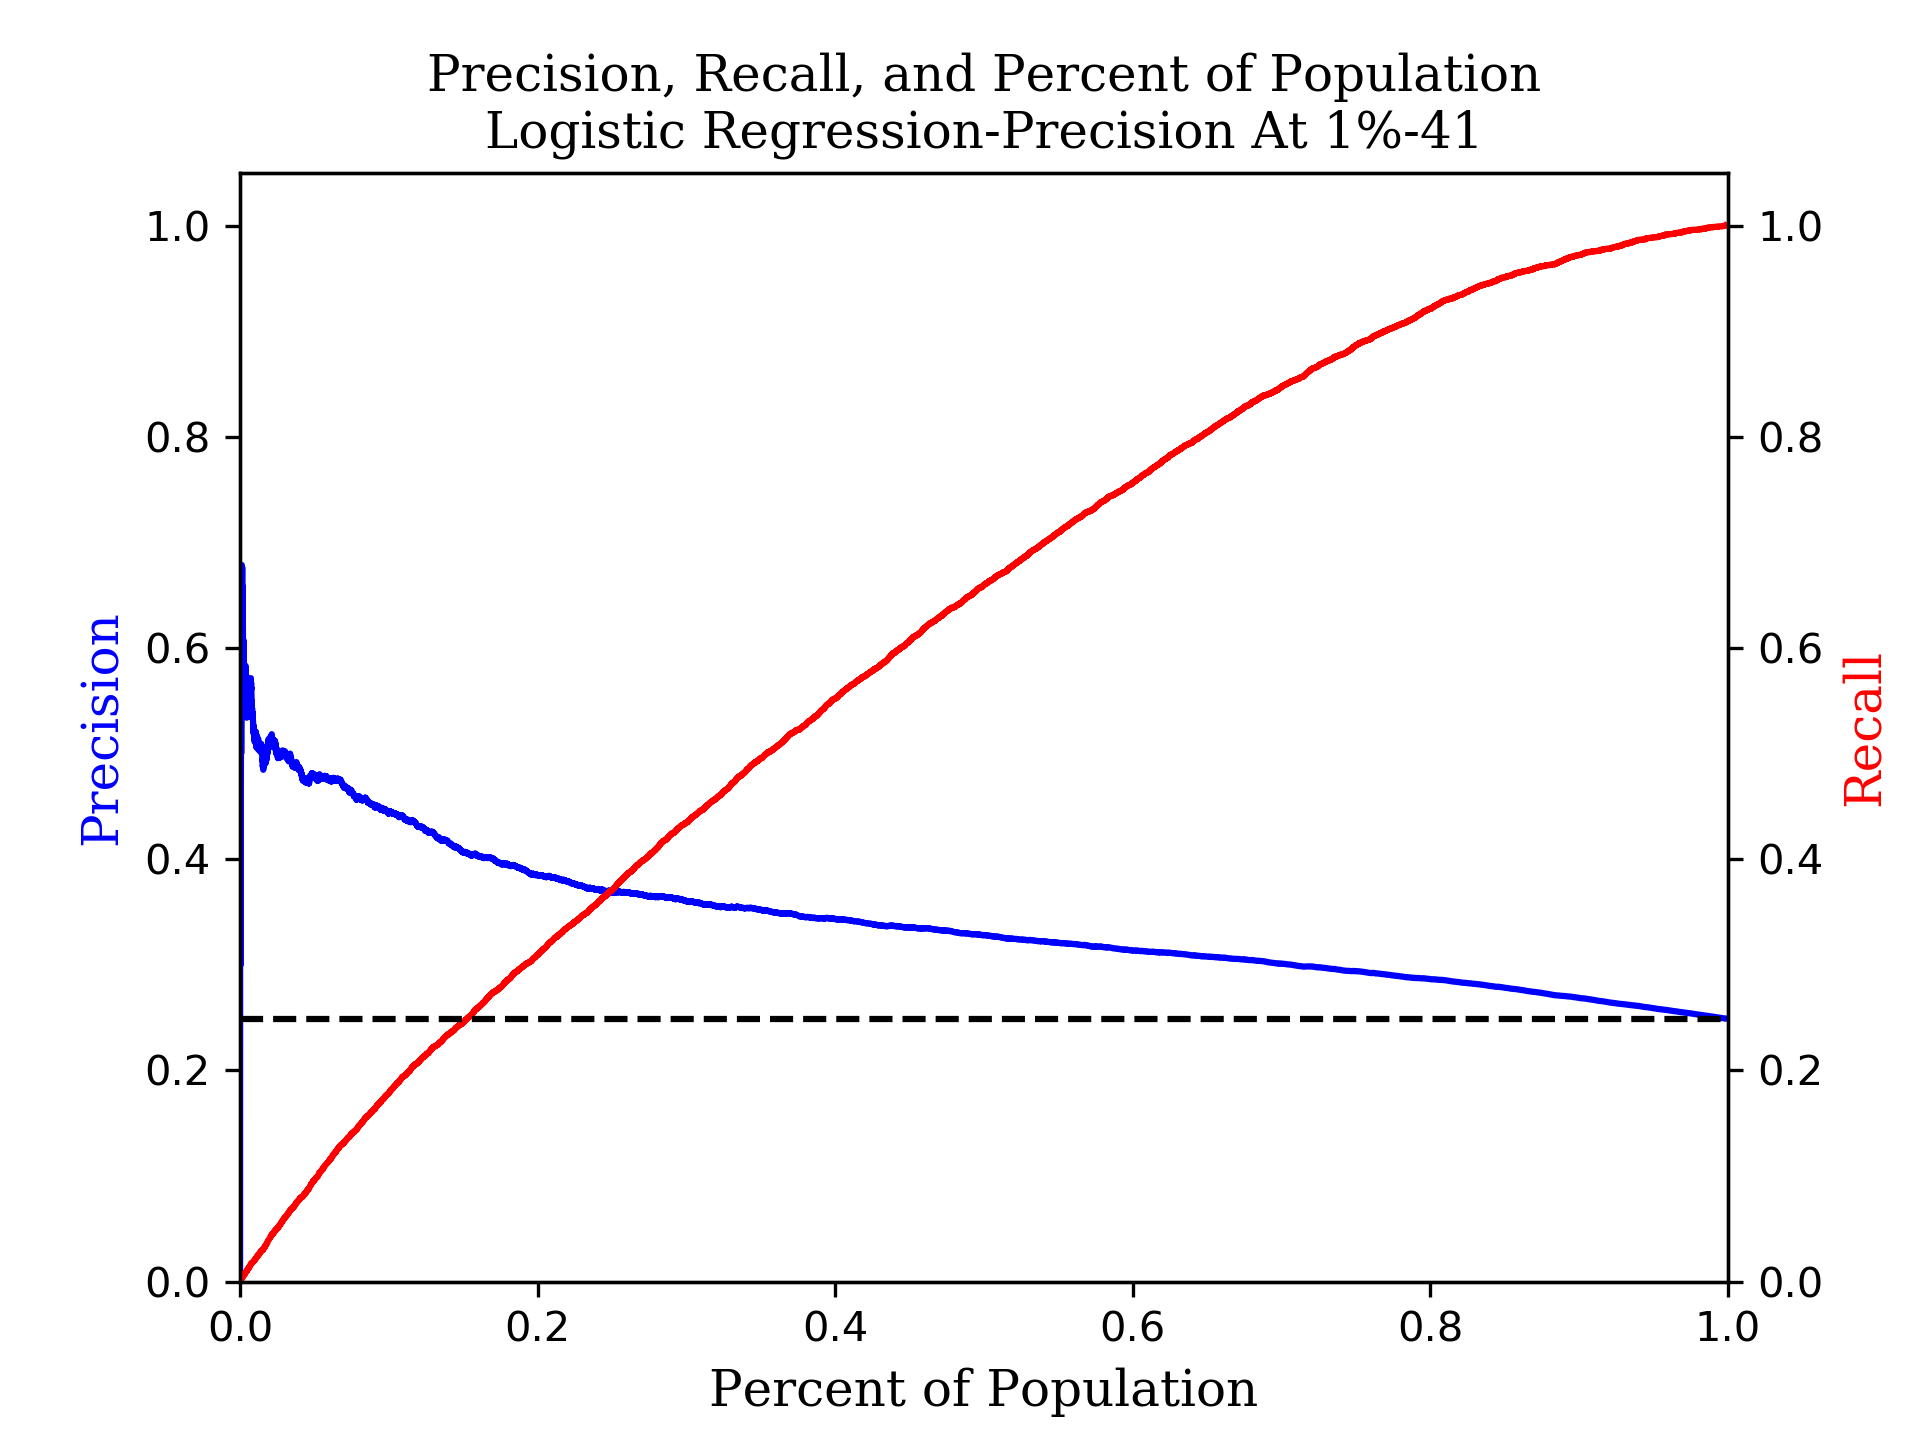 Precision, Recall, and Percent of Population
Logistic Regression-Precision At 1%-41
1.0
0.8
0.6
0.4
0.2
0.0
Precision
1.0
0.8
0.6
0.4
0.2
0.0
Recall
0.0 0.2 0.4 0.6 0.8 1.0
Percent of Population